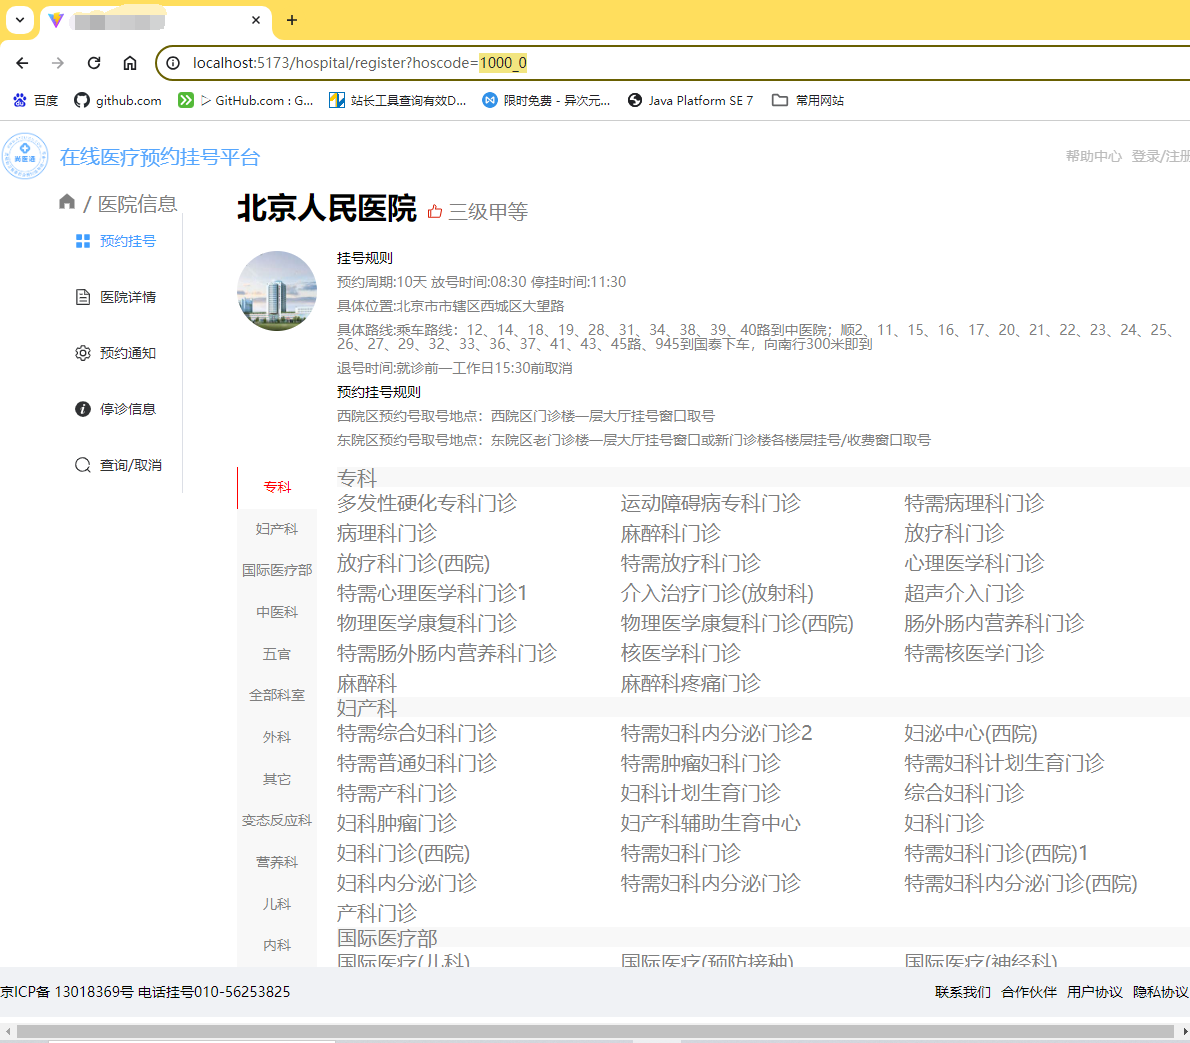 localhost:5173/hospital/register?hoscode=1000_0
百度 github.com GitHub.com : G... 站长工具查询有效D... 限时免费 - 异次元... Java Platform SE 7 常用网站
尚医通
在线医疗预约挂号平台 帮助中心 登录/注册
/ 医院信息
预约挂号
医院详情
预约通知
停诊信息
查询/取消
北京人民医院 三级甲等
挂号规则
预约周期:10天 放号时间:08:30 停挂时间:11:30
具体位置:北京市市辖区西城区大望路
具体路线:乘车路线：12、14、18、19、28、31、34、38、39、40路到中医院；顺2、11、15、16、17、20、21、22、23、24、25、
26、27、29、32、33、36、37、41、43、45路、945到国泰下车，向南行300米即到
退号时间:就诊前一工作日15:30前取消
预约挂号规则
西院区预约号取号地点：西院区门诊楼一层大厅挂号窗口取号
东院区预约号取号地点：东院区老门诊楼一层大厅挂号窗口或新门诊楼各楼层挂号/收费窗口取号
专科
妇产科
国际医疗部
中医科
五官
全部科室
外科
其它
变态反应科
营养科
儿科
内科
专科
多发性硬化专科门诊 运动障碍病专科门诊 特需病理科门诊
病理科门诊 麻醉科门诊 放疗科门诊
放疗科门诊(西院) 特需放疗科门诊 心理医学科门诊
特需心理医学科门诊1 介入治疗门诊(放射科) 超声介入门诊
物理医学康复科门诊 物理医学康复科门诊(西院) 肠外肠内营养科门诊
特需肠外肠内营养科门诊 核医学科门诊 特需核医学门诊
麻醉科 麻醉科疼痛门诊
妇产科
特需综合妇科门诊 特需妇科内分泌门诊2 妇泌中心(西院)
特需普通妇科门诊 特需肿瘤妇科门诊 特需妇科计划生育门诊
特需产科门诊 妇科计划生育门诊 综合妇科门诊
妇科肿瘤门诊 妇产科辅助生育中心 妇科门诊
妇科门诊(西院) 特需妇科门诊 特需妇科门诊(西院)1
妇科内分泌门诊 特需妇科内分泌门诊 特需妇科内分泌门诊(西院)
产科门诊
国际医疗部
国际医疗(儿科) 国际医疗(预防接种) 国际医疗(神经科)
京ICP备 13018369号 电话挂号010-56253825 联系我们 合作伙伴 用户协议 隐私协议